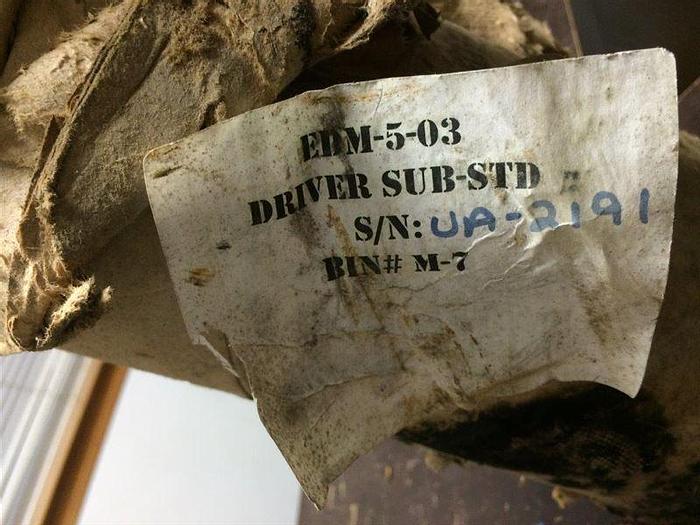 EDM-5-03
DRIVER SUB-STD
S/N: UA-2191
BIN# M-7